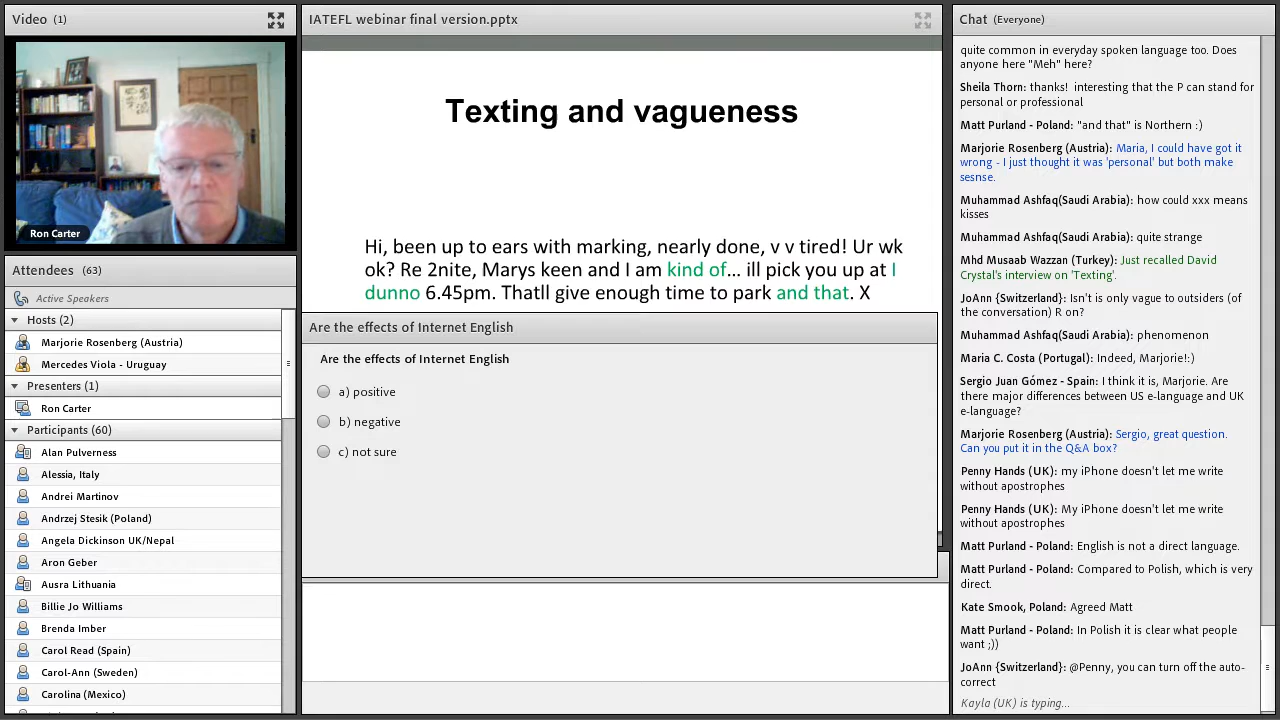 Video (1)
Ron Carter
Attendees (63)
Active Speakers
Hosts (2)
Marjorie Rosenberg (Austria)
Mercedes Viola - Uruguay
Presenters (1)
Ron Carter
Participants (60)
Alan Pulverness
Alessia, Italy
Andrei Martinov
Andrzej Stesik (Poland)
Angela Dickinson UK/Nepal
Aron Geber
Ausra Lithuania
Billie Jo Williams
Brenda Imber
Carol Read (Spain)
Carol-Ann (Sweden)
Carolina (Mexico)
IATEFL webinar final version.pptx
Texting and vagueness
Hi, been up to ears with marking, nearly done, v v tired! Ur wk
ok? Re 2nite, Marys keen and I am kind of... ill pick you up at I
dunno 6.45pm. Thatll give enough time to park and that. X
Are the effects of Internet English
Are the effects of Internet English
a) positive
b) negative
c) not sure
Chat (Everyone)
quite common in everyday spoken language too. Does
anyone here "Meh" here?
Sheila Thorn: thanks! interesting that the P can stand for
personal or professional
Matt Purland - Poland: "and that" is Northern :)
Marjorie Rosenberg (Austria): Maria, I could have got it
wrong - I just thought it was 'personal' but both make
sesnse.
Muhammad Ashfaq(Saudi Arabia): how could xxx means
kisses
Muhammad Ashfaq(Saudi Arabia): quite strange
Mhd Musaab Wazzan (Turkey): Just recalled David
Crystal's interview on 'Texting'.
JoAnn {Switzerland}: Isn't is only vague to outsiders (of
the conversation) R on?
Muhammad Ashfaq(Saudi Arabia): phenomenon
Maria C. Costa (Portugal): Indeed, Marjorie!:)
Sergio Juan Gómez - Spain: I think it is, Marjorie. Are
there major differences between US e-language and UK
e-language?
Marjorie Rosenberg (Austria): Sergio, great question.
Can you put it in the Q&A box?
Penny Hands (UK): my iPhone doesn't let me write
without apostrophes
Penny Hands (UK): My iPhone doesn't let me write
without apostrophes
Matt Purland - Poland: English is not a direct language.
Matt Purland - Poland: Compared to Polish, which is very
direct.
Kate Smook, Poland: Agreed Matt
Matt Purland - Poland: In Polish it is clear what people
want ;))
JoAnn {Switzerland}: @Penny, you can turn off the auto-
correct
Kayla (UK) is typing...